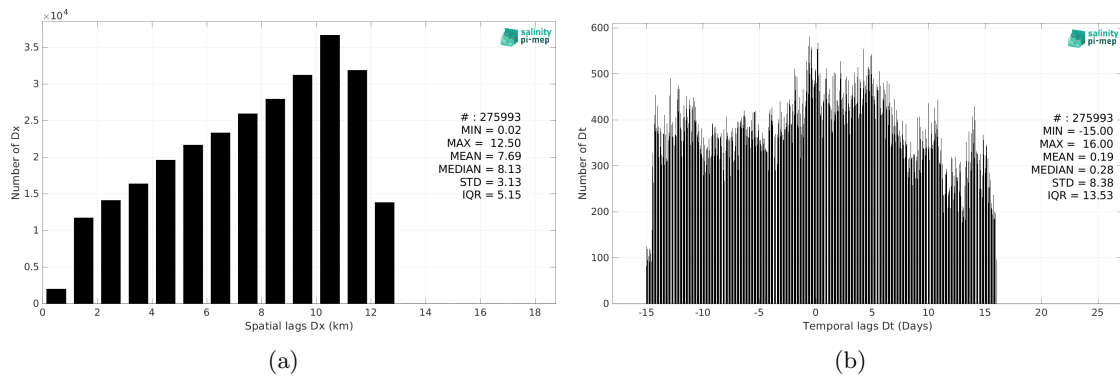 ×10⁴
3.5
3
2.5
2
1.5
1
0.5
0
Number of Dx
0 2 4 6 8 10 12 14 16 18
Spatial lags Dx (km)
salinity
pi-mep
# : 275993
MIN = 0.02
MAX = 12.50
MEAN = 7.69
MEDIAN = 8.13
STD = 3.13
IQR = 5.15
(a)
600
500
400
300
200
100
0
Number of Dt
-15 -10 -5 0 5 10 15 20 25
Temporal lags Dt (Days)
salinity
pi-mep
# : 275993
MIN = -15.00
MAX = 16.00
MEAN = 0.19
MEDIAN = 0.28
STD = 8.38
IQR = 13.53
(b)